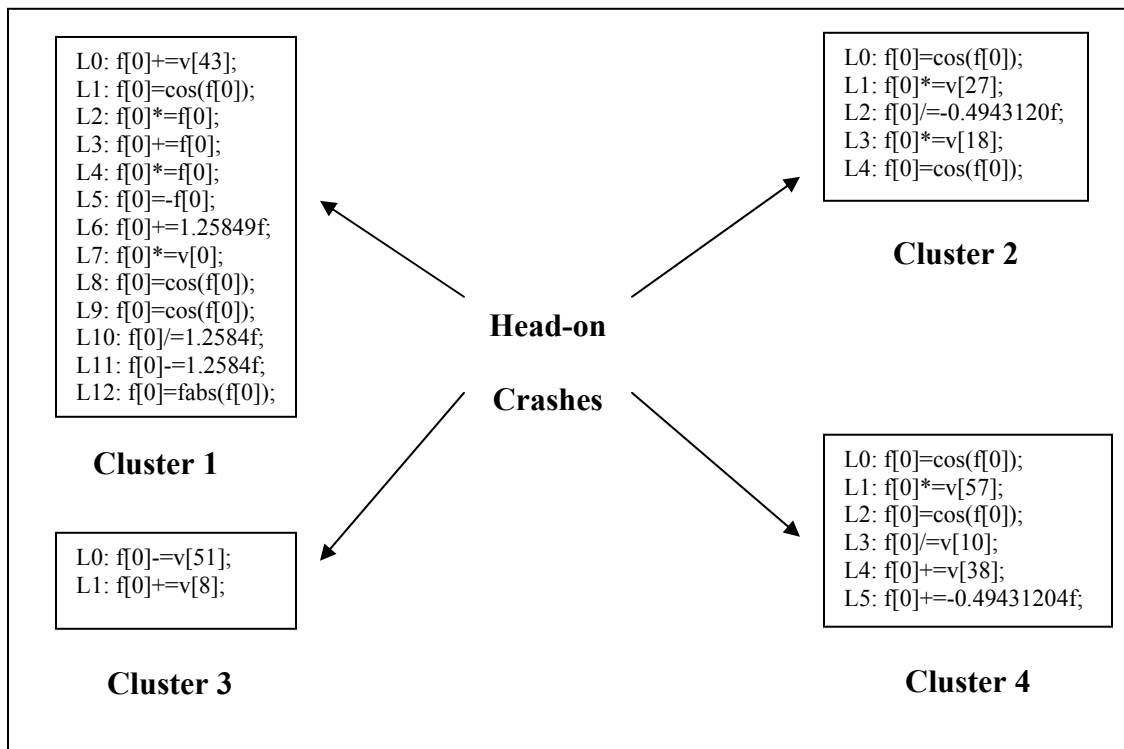 L0: f[0]+=v[43];
L1: f[0]=cos(f[0]);
L2: f[0]*=f[0];
L3: f[0]+=f[0];
L4: f[0]*=f[0];
L5: f[0]=-f[0];
L6: f[0]+=1.25849f;
L7: f[0]*=v[0];
L8: f[0]=cos(f[0]);
L9: f[0]=cos(f[0]);
L10: f[0]/=1.2584f;
L11: f[0]-=1.2584f;
L12: f[0]=fabs(f[0]);
Cluster 1
L0: f[0]=cos(f[0]);
L1: f[0]*=v[27];
L2: f[0]/=-0.4943120f;
L3: f[0]*=v[18];
L4: f[0]=cos(f[0]);
Cluster 2
Head-on
Crashes
L0: f[0]-=v[51];
L1: f[0]+=v[8];
Cluster 3
L0: f[0]=cos(f[0]);
L1: f[0]*=v[57];
L2: f[0]=cos(f[0]);
L3: f[0]/=v[10];
L4: f[0]+=v[38];
L5: f[0]+=-0.49431204f;
Cluster 4